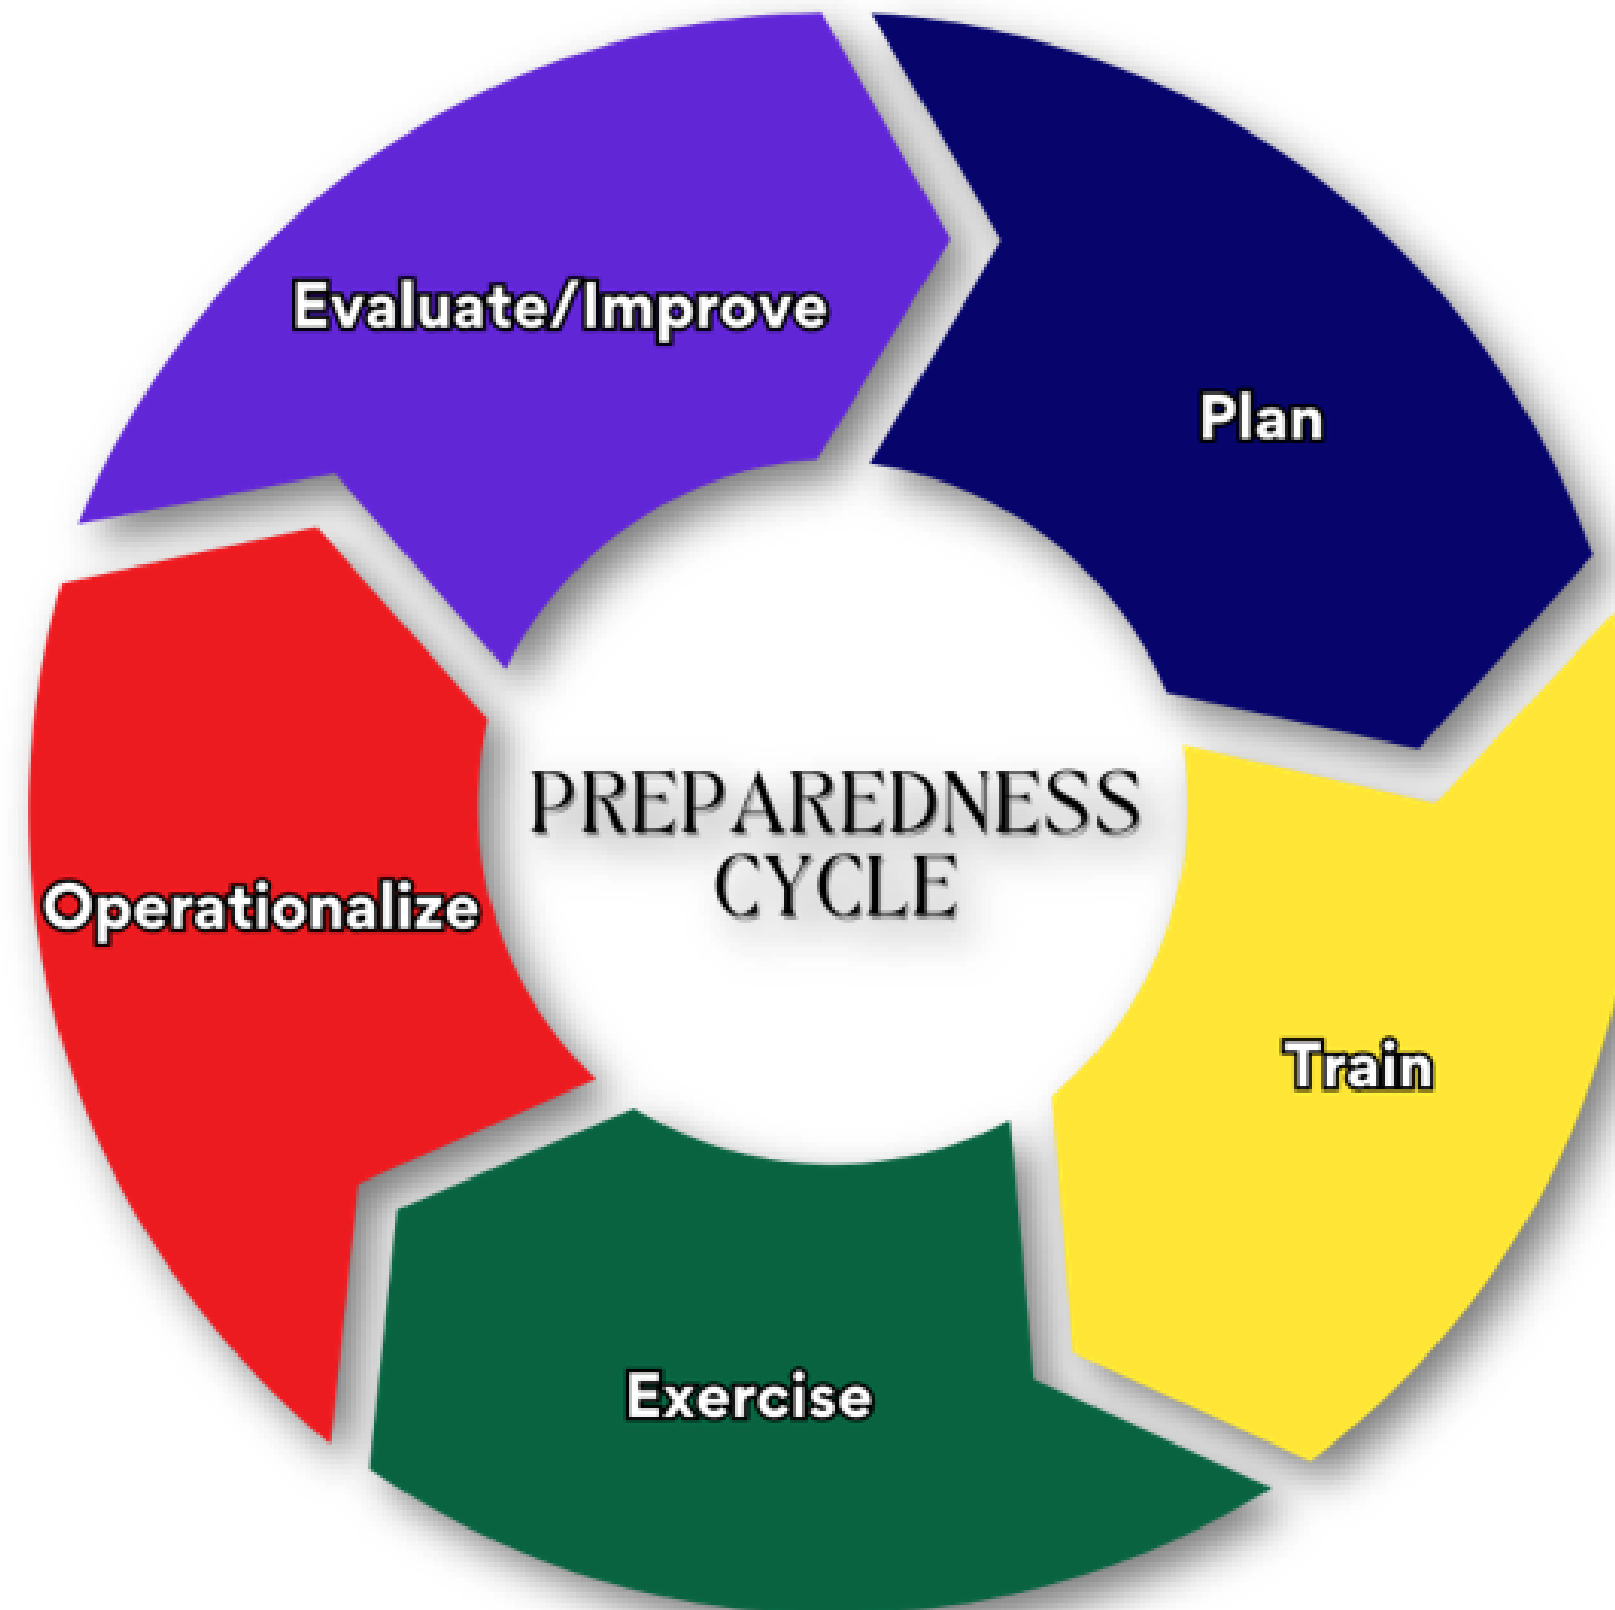 Evaluate/Improve
Plan
PREPAREDNESS
CYCLE
Operationalize
Train
Exercise